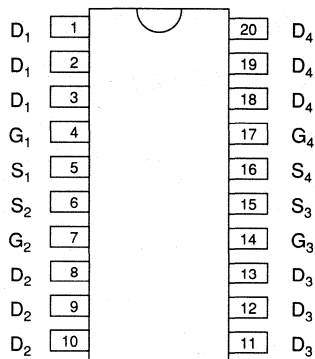 D₁ 1 20 D₄
D₁ 2 19 D₄
D₁ 3 18 D₄
G₁ 4 17 G₄
S₁ 5 16 S₄
S₂ 6 15 S₃
G₂ 7 14 G₃
D₂ 8 13 D₃
D₂ 9 12 D₃
D₂ 10 11 D₃